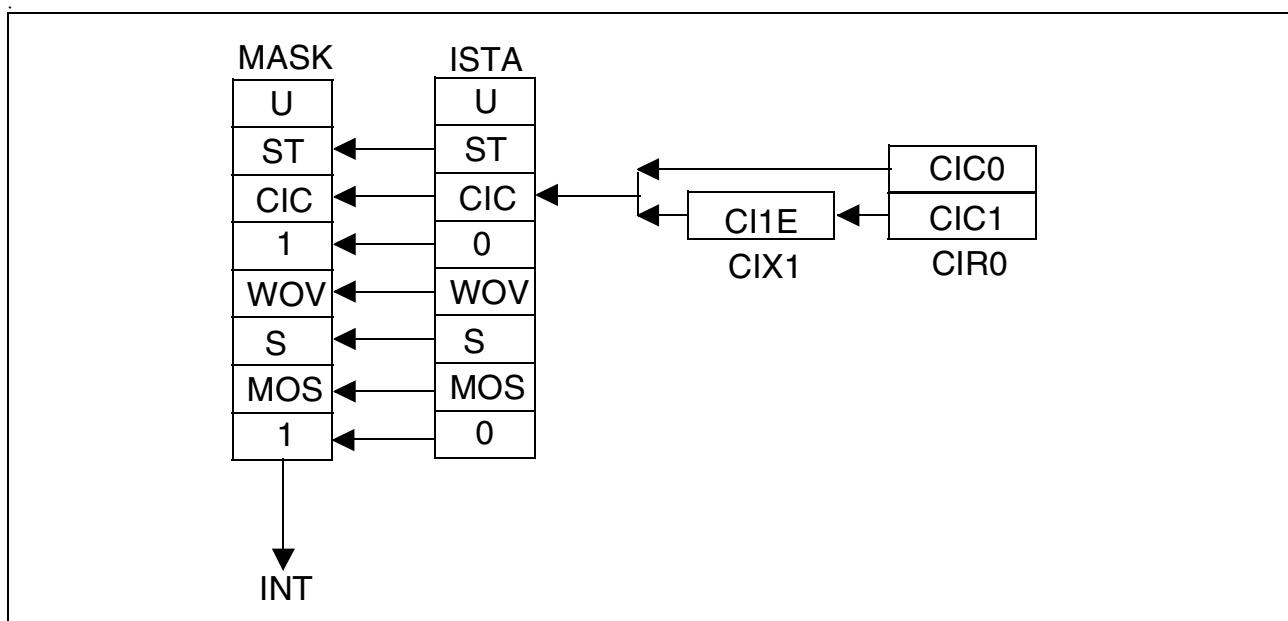 MASK ISTA
U U
ST ST CIC0
CIC CIC CI1E CIC1
1 0 CIX1 CIR0
WOV WOV
S S
MOS MOS
1 0
INT